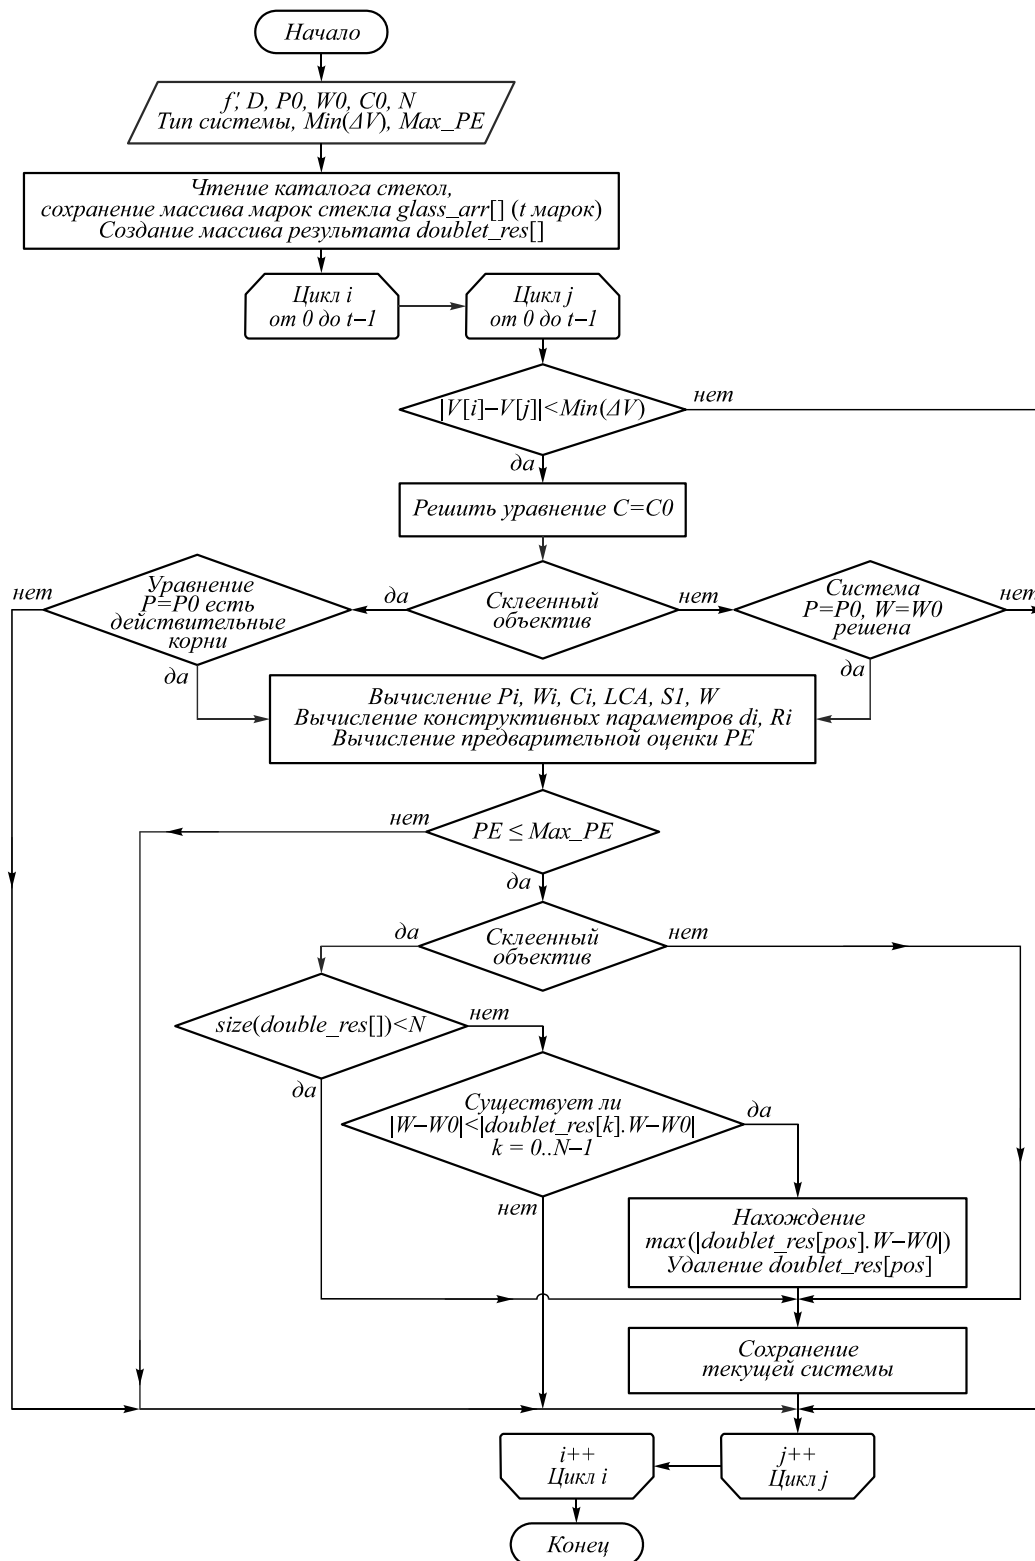 Начало
f', D, P0, W0, C0, N
Тип системы, Min(ΔV), Max_PE
Чтение каталога стекол,
сохранение массива марок стекла glass_arr[] (t марок)
Создание массива результата doublet_res[]
Цикл i
от 0 до t–1
Цикл j
от 0 до t–1
|V[i]–V[j]|<Min(ΔV)
нет
да
Решить уравнение C=C0
нет
Уравнение
P=P0 есть
действительные
корни
да
Склеенный
объектив
нет
Система
P=P0, W=W0
решена
нет
да
да
Вычисление Pi, Wi, Ci, LCA, S1, W
Вычисление конструктивных параметров di, Ri
Вычисление предварительной оценки PE
нет
PE ≤ Max_PE
да
да
Склеенный
объектив
нет
size(double_res[])<N
нет
да
Существует ли
|W–W0|<|doublet_res[k].W–W0|
k = 0..N–1
да
нет
Нахождение
max(|doublet_res[pos].W–W0|)
Удаление doublet_res[pos]
Сохранение
текущей системы
i++
Цикл i
j++
Цикл j
Конец